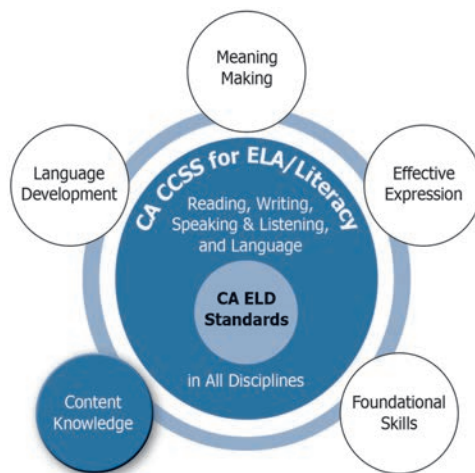 Meaning
Making
Language
Development
Effective
Expression
CA CCSS for ELA/Literacy
Reading, Writing,
Speaking & Listening,
and Language
CA ELD
Standards
in All Disciplines
Content
Knowledge
Foundational
Skills